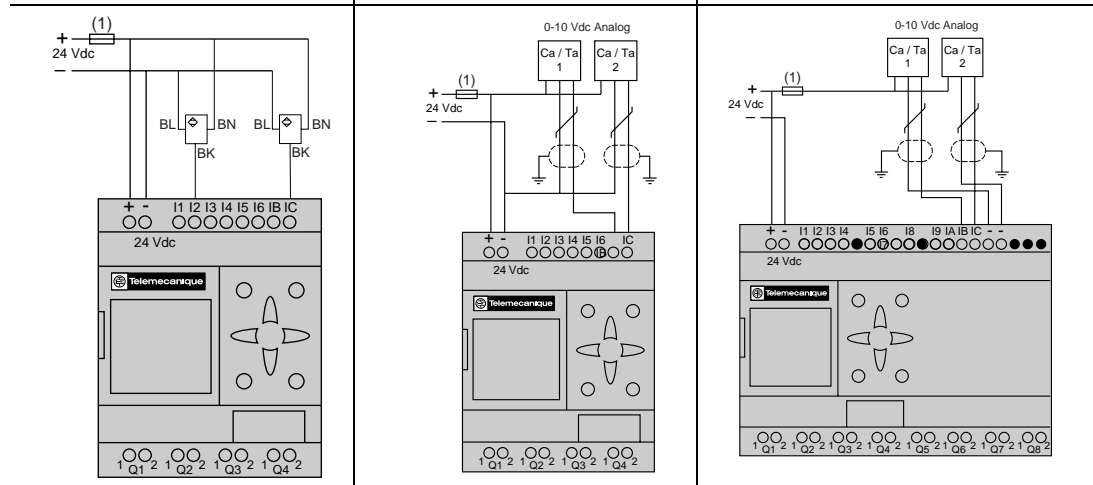 (1)
+
24 Vdc
−
BL BN BL BN
BK BK
+ - I1 I2 I3 I4 I5 I6 IB IC
24 Vdc
Telemecanique
1 2 1 2 1 2 1 2
Q1 Q2 Q3 Q4
0-10 Vdc Analog
Ca / Ta
1
Ca / Ta
2
(1)
+
24 Vdc
−
+ - I1 I2 I3 I4 I5 I6 IC
IB
24 Vdc
Telemecanique
1 2 1 2 1 2 1 2
Q1 Q2 Q3 Q4
0-10 Vdc Analog
Ca / Ta
1
Ca / Ta
2
(1)
+
24 Vdc
−
+ - I1 I2 I3 I4 I5 I6 I8 I9 IA IB IC - -
I7
24 Vdc
Telemecanique
1 2 1 2 1 2 1 2 1 2 1 2 1 2 1 2
Q1 Q2 Q3 Q4 Q5 Q6 Q7 Q8